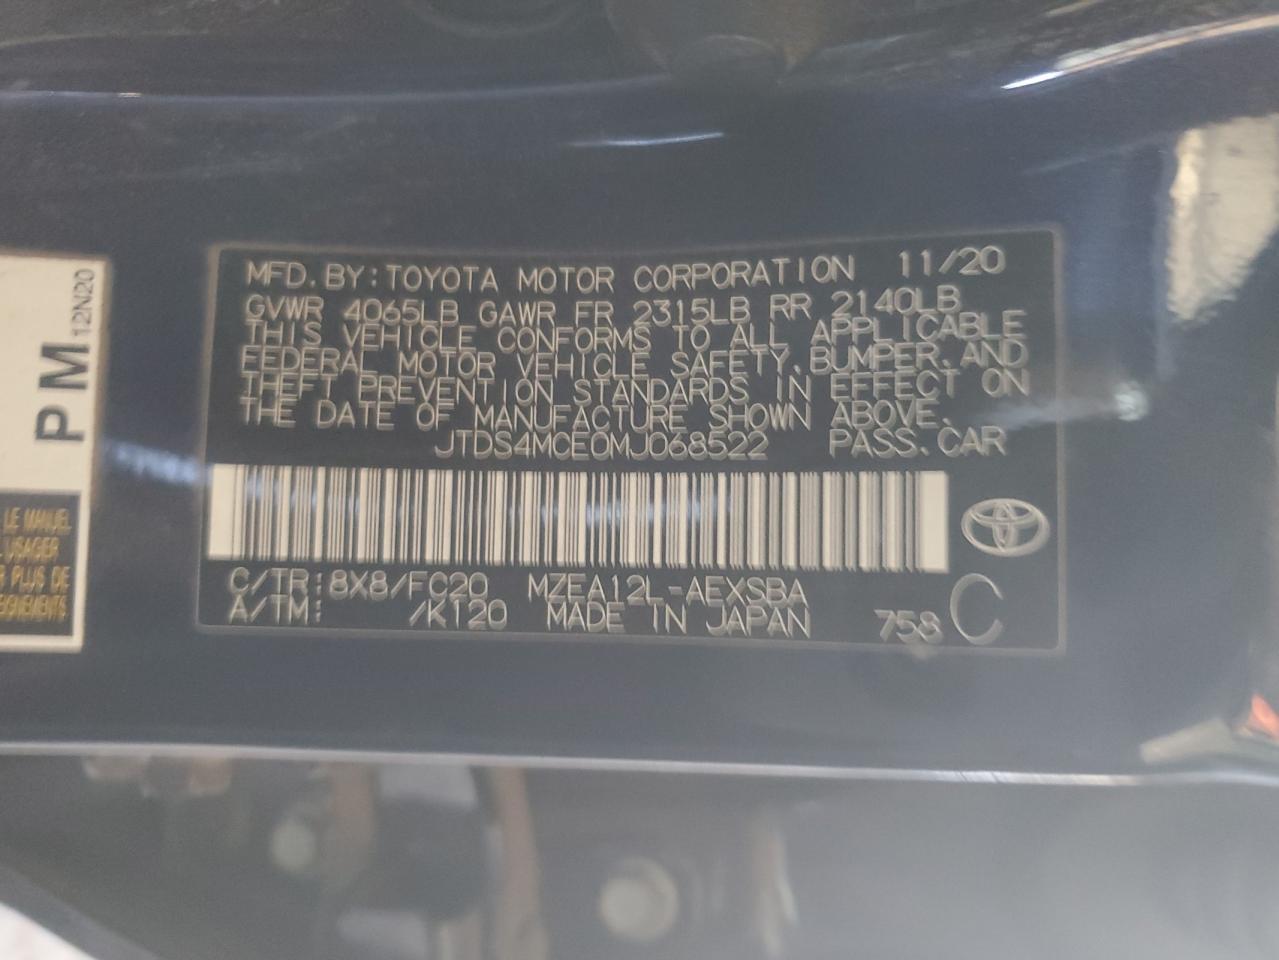 MFD. BY: TOYOTA MOTOR CORPORATION 11/20
GVWR 4065LB GAWR FR 2315LB RR 2140LB
THIS VEHICLE CONFORMS TO ALL APPLICABLE
FEDERAL MOTOR VEHICLE SAFETY, BUMPER, AND
THEFT PREVENTION STANDARDS IN EFFECT ON
THE DATE OF MANUFACTURE SHOWN ABOVE.
JTDS4MCE0MJ068522 PASS. CAR
C/TR: 8X8/FC20 MZEA12L-AEXSBA
A/TM: /K120 MADE IN JAPAN 758 C
PM 12N20
LE MANUEL
USAGER
PLUS DE